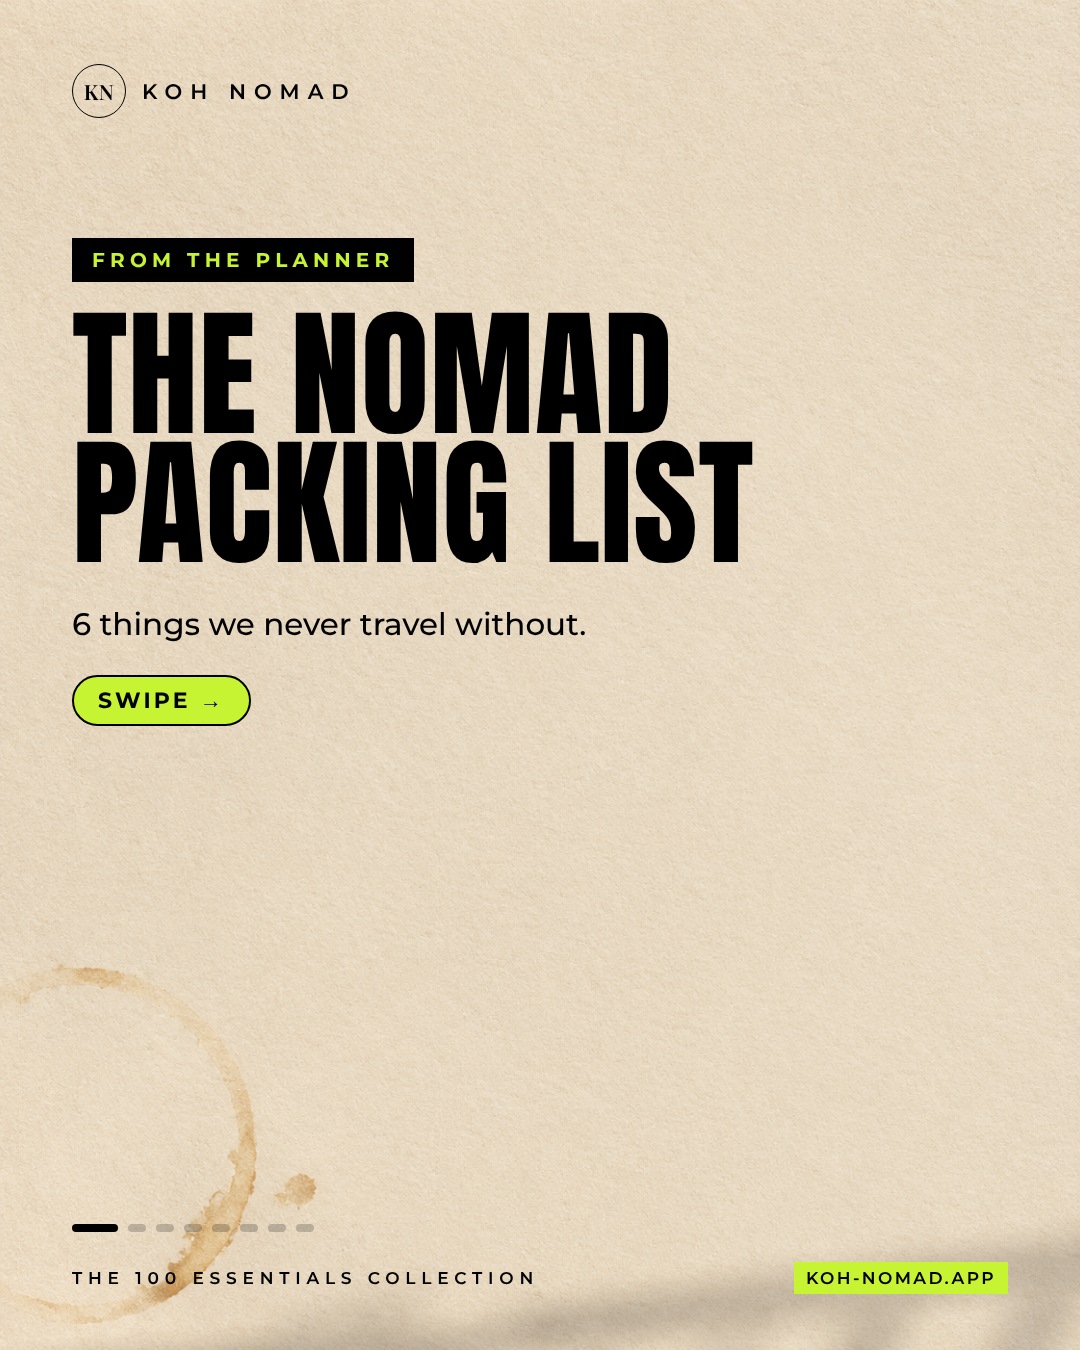 KN KOH NOMAD
FROM THE PLANNER
THE NOMAD
PACKING LIST
6 things we never travel without.
SWIPE →
THE 100 ESSENTIALS COLLECTION
KOH-NOMAD.APP